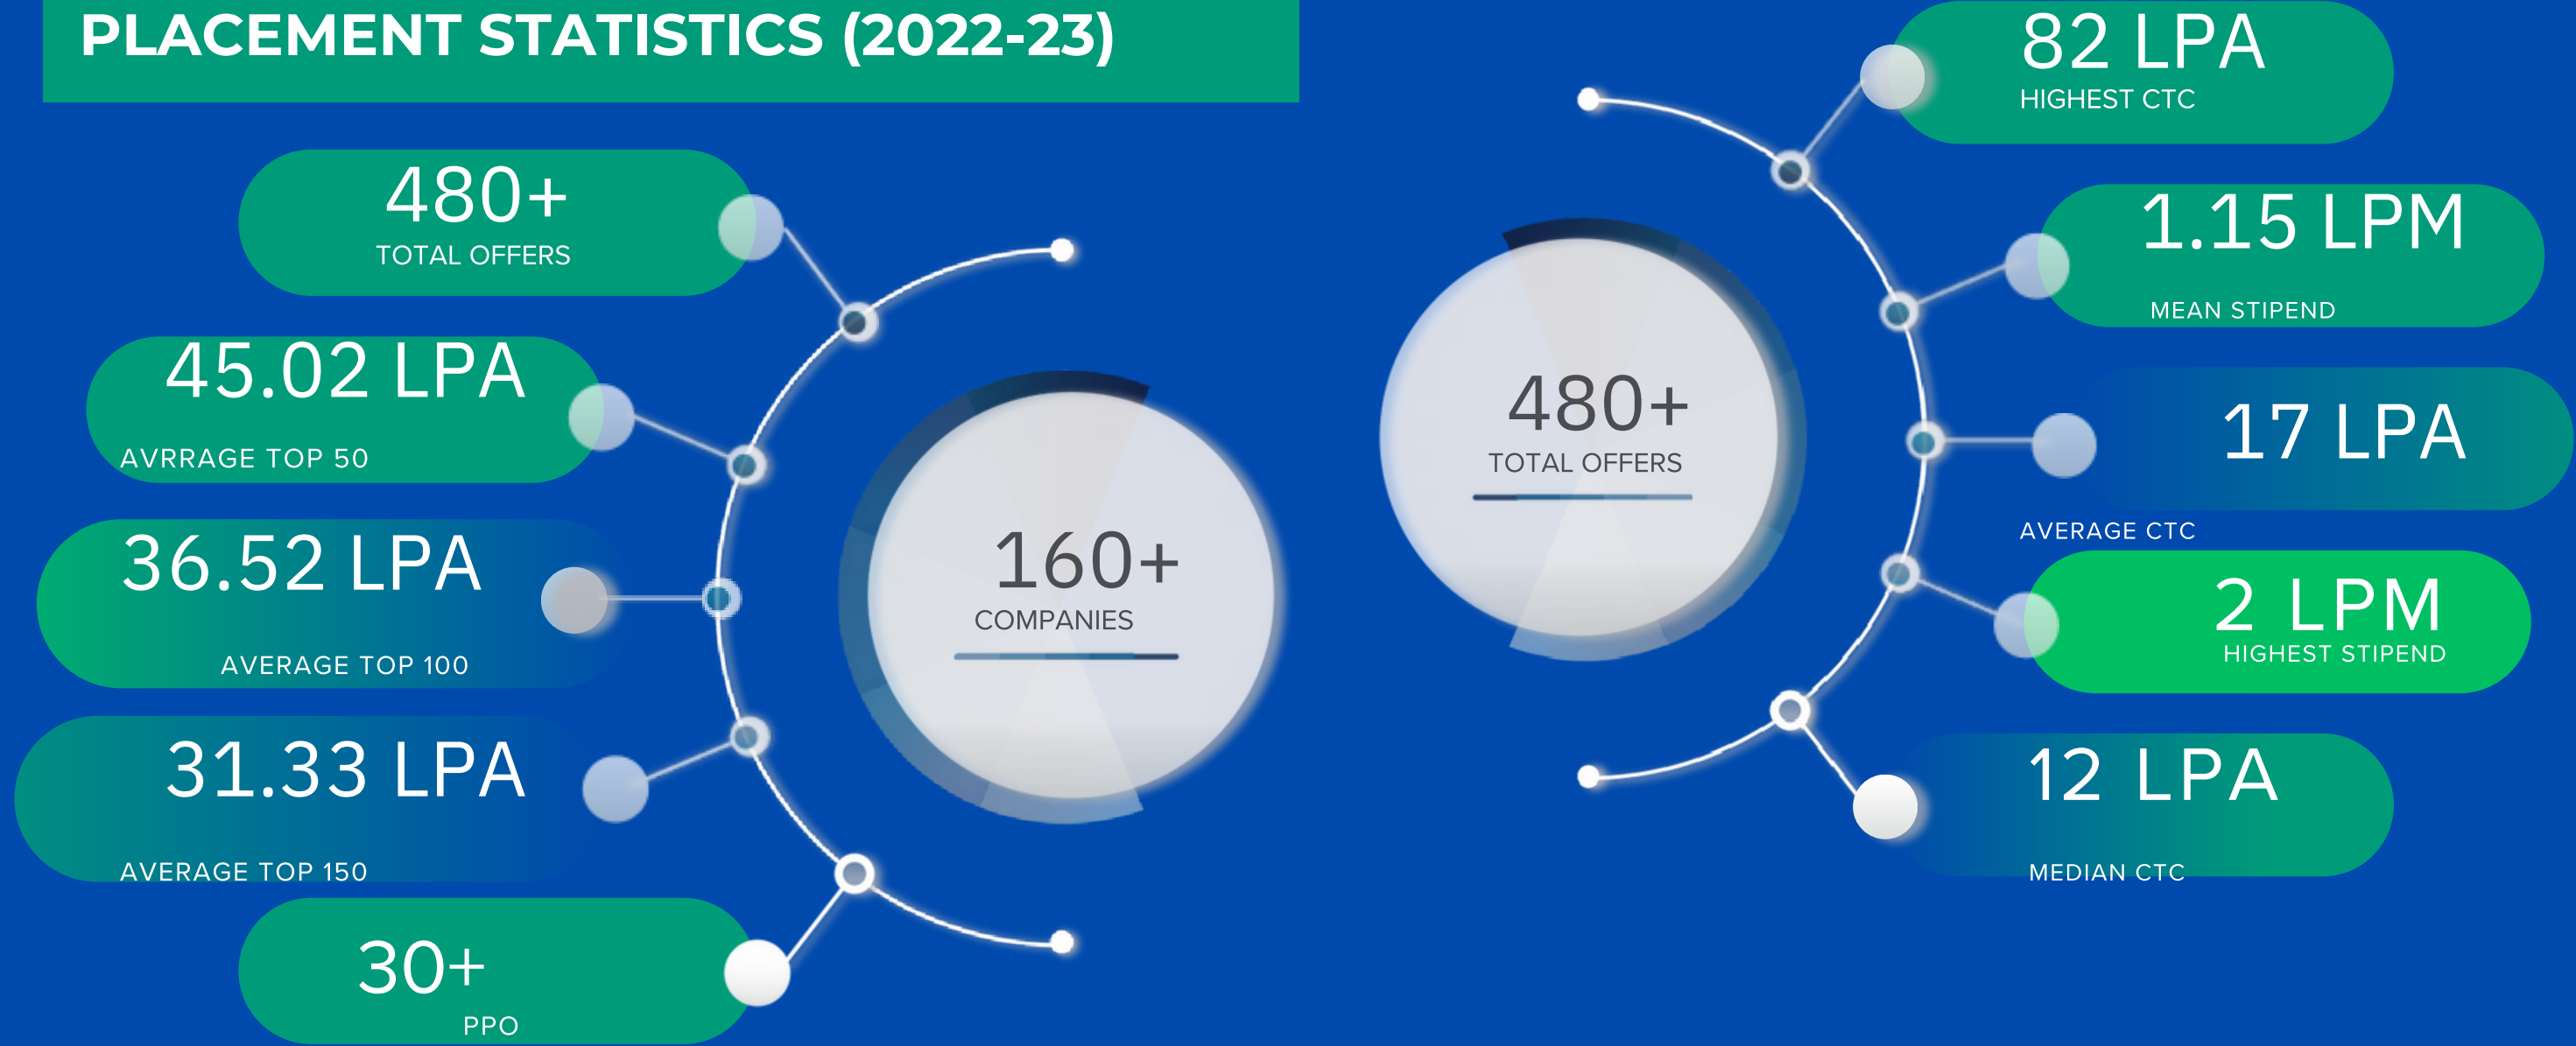 PLACEMENT STATISTICS (2022-23)
480+
TOTAL OFFERS
45.02 LPA
AVRRAGE TOP 50
36.52 LPA
AVERAGE TOP 100
31.33 LPA
AVERAGE TOP 150
30+
PPO
160+
COMPANIES
480+
TOTAL OFFERS
82 LPA
HIGHEST CTC
1.15 LPM
MEAN STIPEND
17 LPA
AVERAGE CTC
2 LPM
HIGHEST STIPEND
12 LPA
MEDIAN CTC